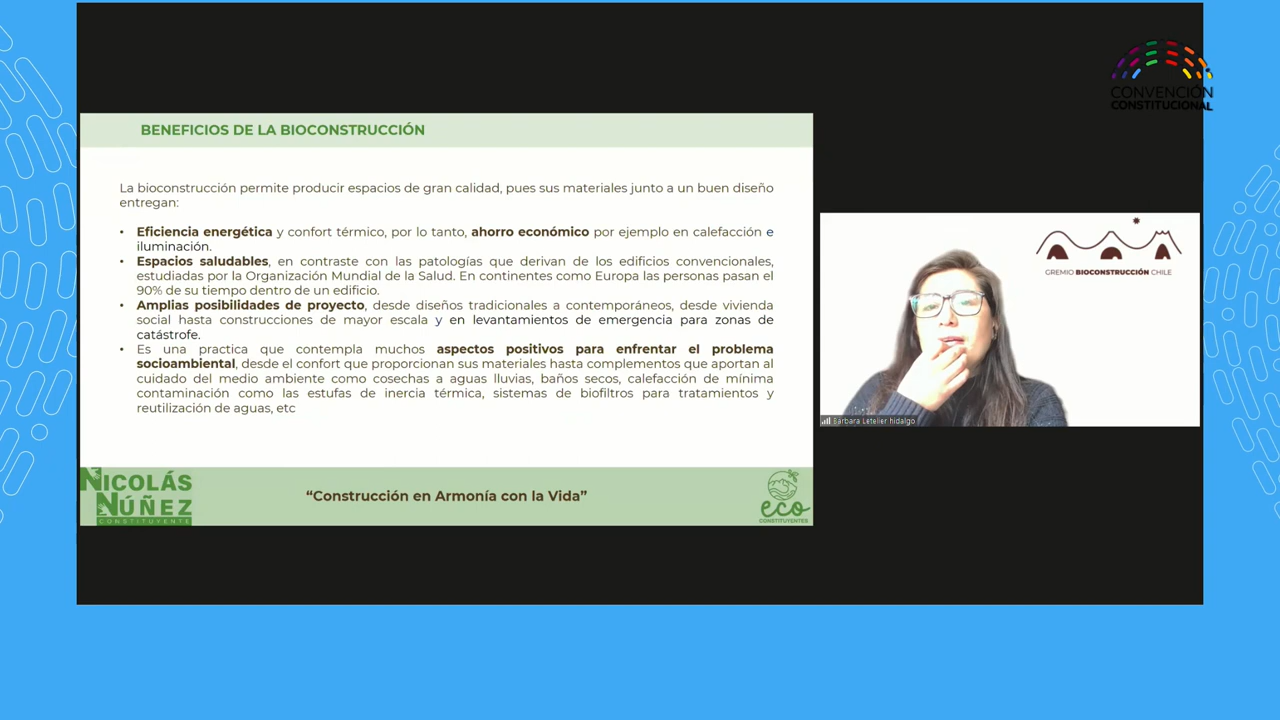 CONVENCIÓN
CONSTITUCIONAL
BENEFICIOS DE LA BIOCONSTRUCCIÓN
La bioconstrucción permite producir espacios de gran calidad, pues sus materiales junto a un buen diseño
entregan:
• Eficiencia energética y confort térmico, por lo tanto, ahorro económico por ejemplo en calefacción e
iluminación.
• Espacios saludables, en contraste con las patologías que derivan de los edificios convencionales,
estudiadas por la Organización Mundial de la Salud. En continentes como Europa las personas pasan el
90% de su tiempo dentro de un edificio.
• Amplias posibilidades de proyecto, desde diseños tradicionales a contemporáneos, desde vivienda
social hasta construcciones de mayor escala y en levantamientos de emergencia para zonas de
catástrofe.
• Es una practica que contempla muchos aspectos positivos para enfrentar el problema
socioambiental, desde el confort que proporcionan sus materiales hasta complementos que aportan al
cuidado del medio ambiente como cosechas a aguas lluvias, baños secos, calefacción de mínima
contaminación como las estufas de inercia térmica, sistemas de biofiltros para tratamientos y
reutilización de aguas, etc
NICOLÁS
NÚÑEZ
CONSTITUYENTE
“Construcción en Armonía con la Vida”
eco
CONSTITUYENTES
GREMIO BIOCONSTRUCCIÓN CHILE
Bárbara Letelier hidalgo